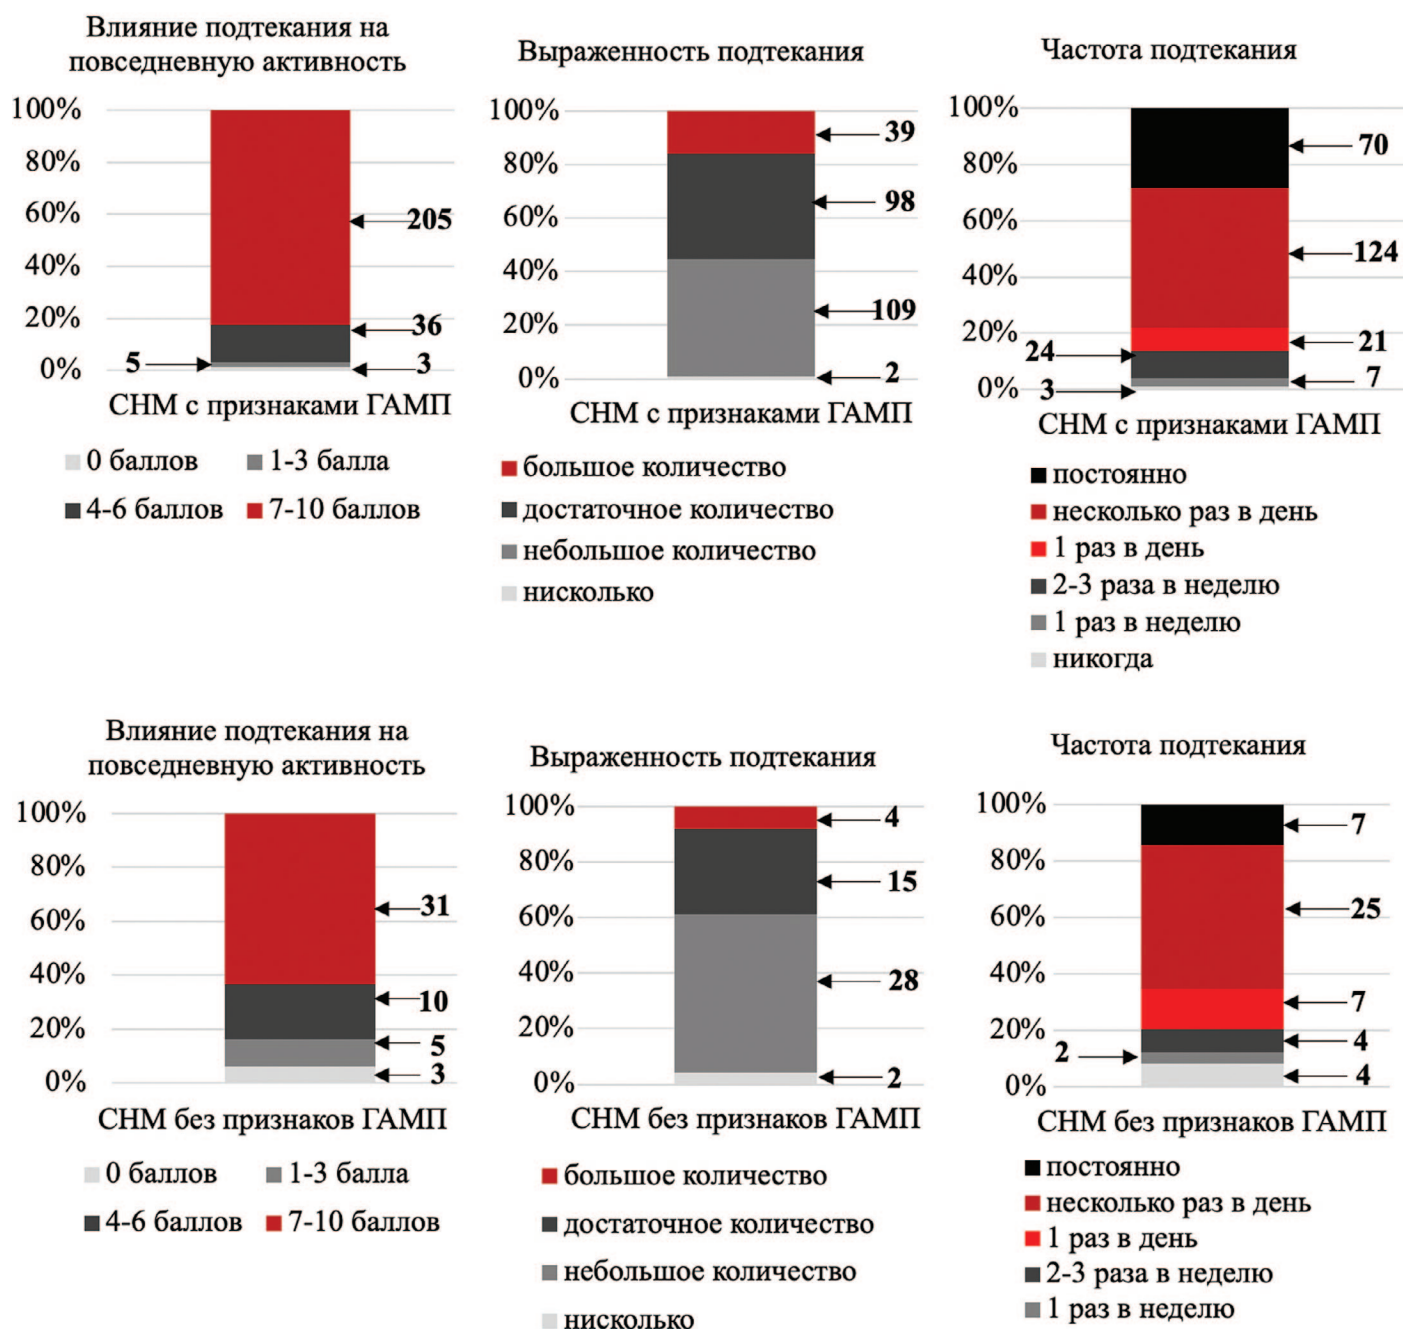 Влияние подтекания на
повседневную активность
100%
80%
60%
40%
20%
0%
205
36
5
3
СНМ с признаками ГАМП
0 баллов
1-3 балла
4-6 баллов
7-10 баллов
Выраженность подтекания
100%
80%
60%
40%
20%
0%
39
98
109
2
СНМ с признаками ГАМП
большое количество
достаточное количество
небольшое количество
нисколько
Частота подтекания
100%
80%
60%
40%
20%
0%
70
124
21
24
7
3
СНМ с признаками ГАМП
постоянно
несколько раз в день
1 раз в день
2-3 раза в неделю
1 раз в неделю
никогда
Влияние подтекания на
повседневную активность
100%
80%
60%
40%
20%
0%
31
10
5
3
СНМ без признаков ГАМП
0 баллов
1-3 балла
4-6 баллов
7-10 баллов
Выраженность подтекания
100%
80%
60%
40%
20%
0%
4
15
28
2
СНМ без признаков ГАМП
большое количество
достаточное количество
небольшое количество
нисколько
Частота подтекания
100%
80%
60%
40%
20%
0%
7
25
7
4
2
4
СНМ без признаков ГАМП
постоянно
несколько раз в день
1 раз в день
2-3 раза в неделю
1 раз в неделю